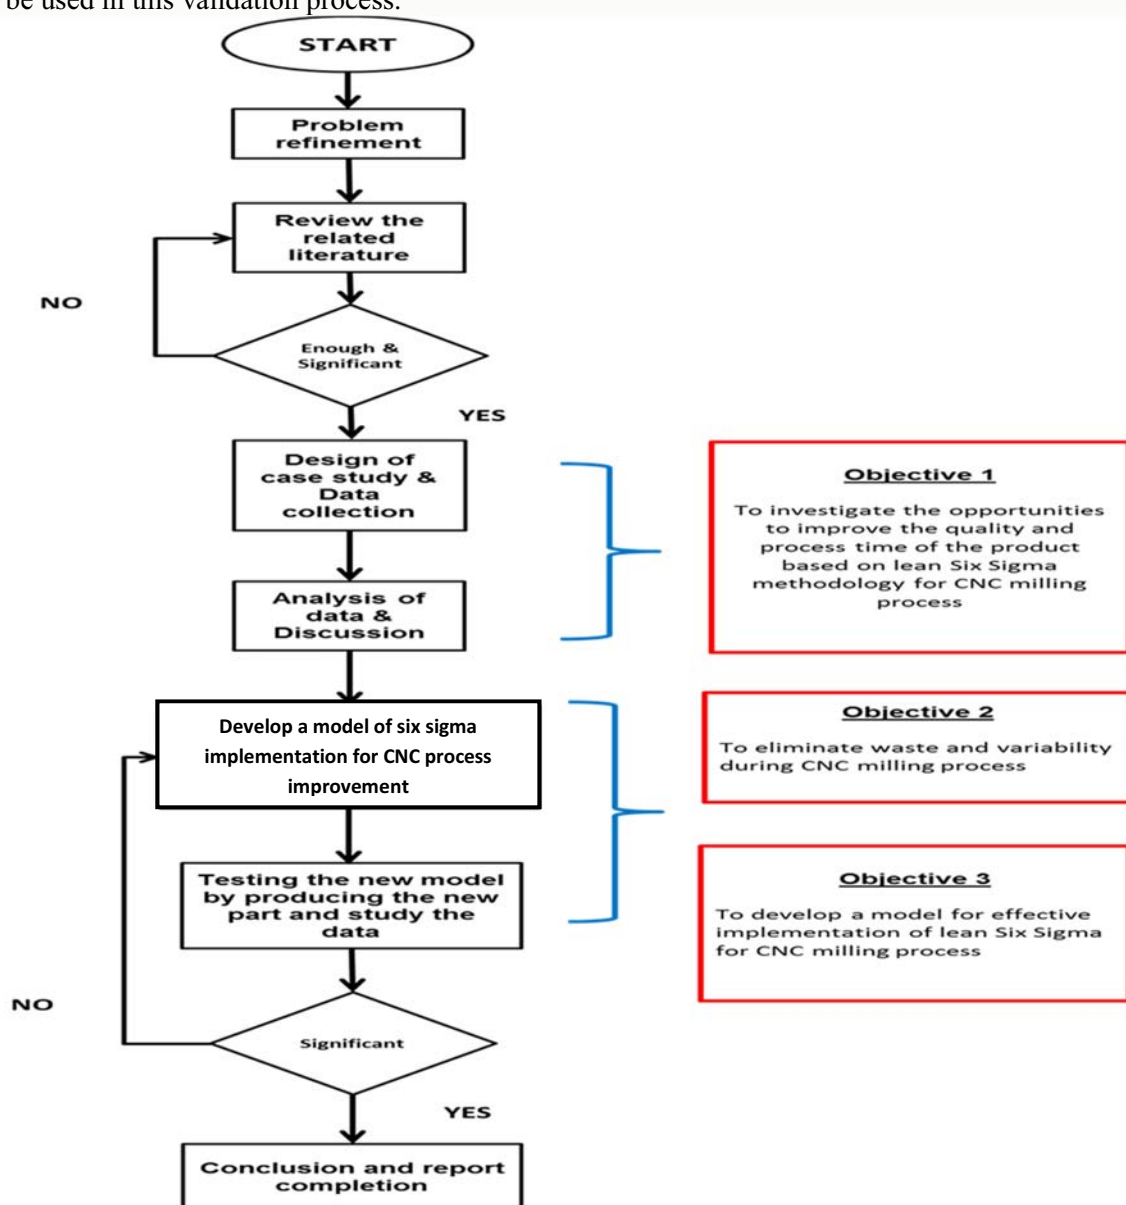 be used in this validation process.
START
Problem
refinement
Review the
related
literature
NO
Enough &
Significant
YES
Design of
case study &
Data
collection
Objective 1
To investigate the opportunities
to improve the quality and
process time of the product
based on lean Six Sigma
methodology for CNC milling
process
Analysis of
data &
Discussion
Develop a model of six sigma
implementation for CNC process
improvement
Objective 2
To eliminate waste and variability
during CNC milling process
Testing the new model
by producing the new
part and study the
data
Objective 3
To develop a model for effective
implementation of lean Six Sigma
for CNC milling process
NO
Significant
YES
Conclusion and report
completion